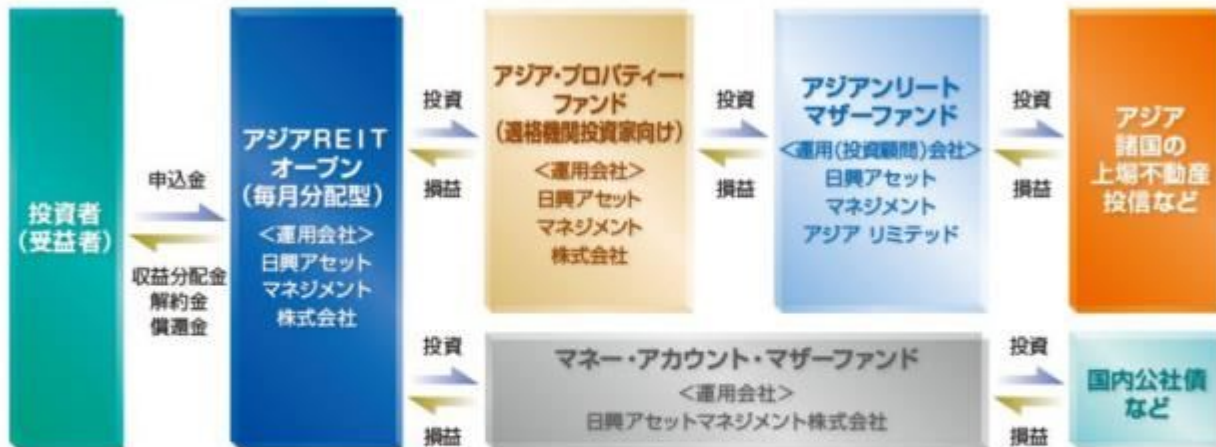 投資者
(受益者)
申込金
収益分配金
解約金
償還金
アジアREIT
オープン
(毎月分配型)
<運用会社>
日興アセット
マネジメント
株式会社
投資
損益
アジア・プロパティー・
ファンド
(適格機関投資家向け)
<運用会社>
日興アセット
マネジメント
株式会社
投資
損益
アジアンリート
マザーファンド
<運用(投資顧問)会社>
日興アセット
マネジメント
アジア リミテッド
投資
損益
アジア
諸国の
上場不動産
投信など
投資
損益
マネー・アカウント・マザーファンド
<運用会社>
日興アセットマネジメント株式会社
投資
損益
国内公社債
など